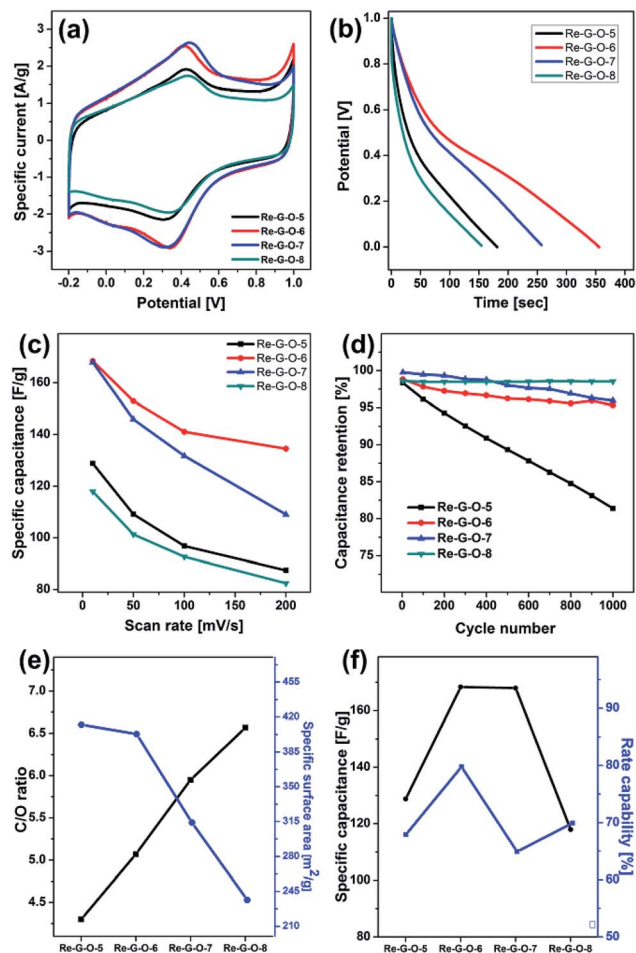 (a)
Specific current [A/g]
3
2
1
0
-1
-2
-3
-0.2 0.0 0.2 0.4 0.6 0.8 1.0
Potential [V]
Re-G-O-5
Re-G-O-6
Re-G-O-7
Re-G-O-8
(b)
Potential [V]
1.0
0.8
0.6
0.4
0.2
0.0
0 50 100 150 200 250 300 350 400
Time [sec]
Re-G-O-5
Re-G-O-6
Re-G-O-7
Re-G-O-8
(c)
Specific capacitance [F/g]
160
140
120
100
80
0 50 100 150 200
Scan rate [mV/s]
Re-G-O-5
Re-G-O-6
Re-G-O-7
Re-G-O-8
(d)
Capacitance retention [%]
100
95
90
85
80
75
0 200 400 600 800 1000
Cycle number
Re-G-O-5
Re-G-O-6
Re-G-O-7
Re-G-O-8
(e)
C/O ratio
7.0
6.5
6.0
5.5
5.0
4.5
455
420
385
350
315
280
245
210
Specific surface area [m²/g]
Re-G-O-5 Re-G-O-6 Re-G-O-7 Re-G-O-8
(f)
Specific capacitance [F/g]
160
140
120
100
80
90
80
70
60
50
Rate capability [%]
Re-G-O-5 Re-G-O-6 Re-G-O-7 Re-G-O-8